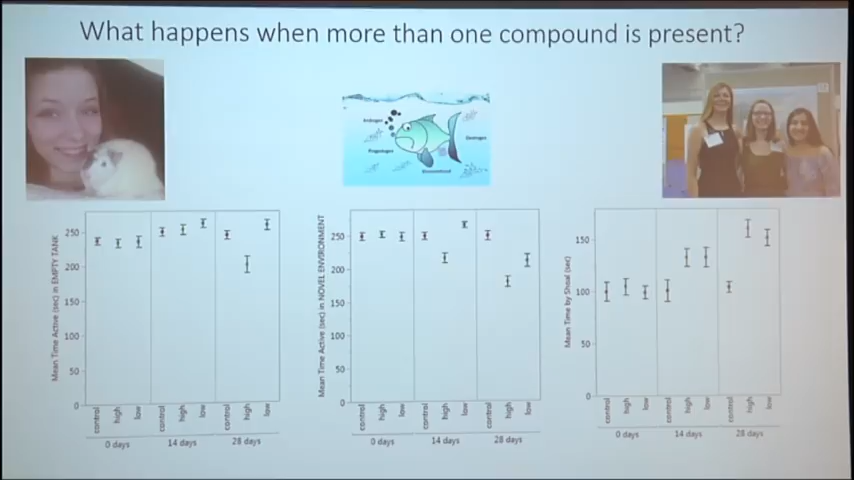 What happens when more than one compound is present?
Androgen
Progestogen
Oestrogen
Glucocorticoid
Mean Time Active (sec) in EMPTY TANK
250
200
150
100
50
0
control
high
low
control
high
low
control
high
low
0 days
14 days
28 days
Mean Time Active (sec) in NOVEL ENVIRONMENT
250
200
150
100
50
0
control
high
low
control
high
low
control
high
low
0 days
14 days
28 days
Mean Time by Shoal (sec)
150
100
50
0
control
high
low
control
high
low
control
high
low
0 days
14 days
28 days